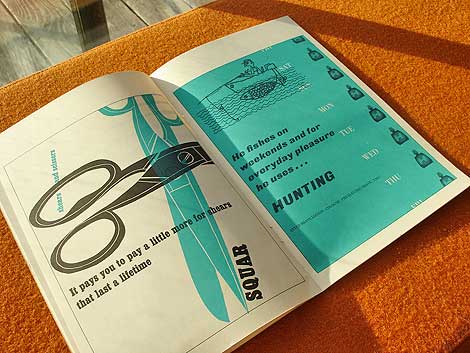 shears and scissors
It pays you to pay a little more for shears
that last a lifetime
SQUAR
SAT
MON
TUE
WED
THU
He fishes on
weekends and for
everyday pleasure
he uses...
HUNTING